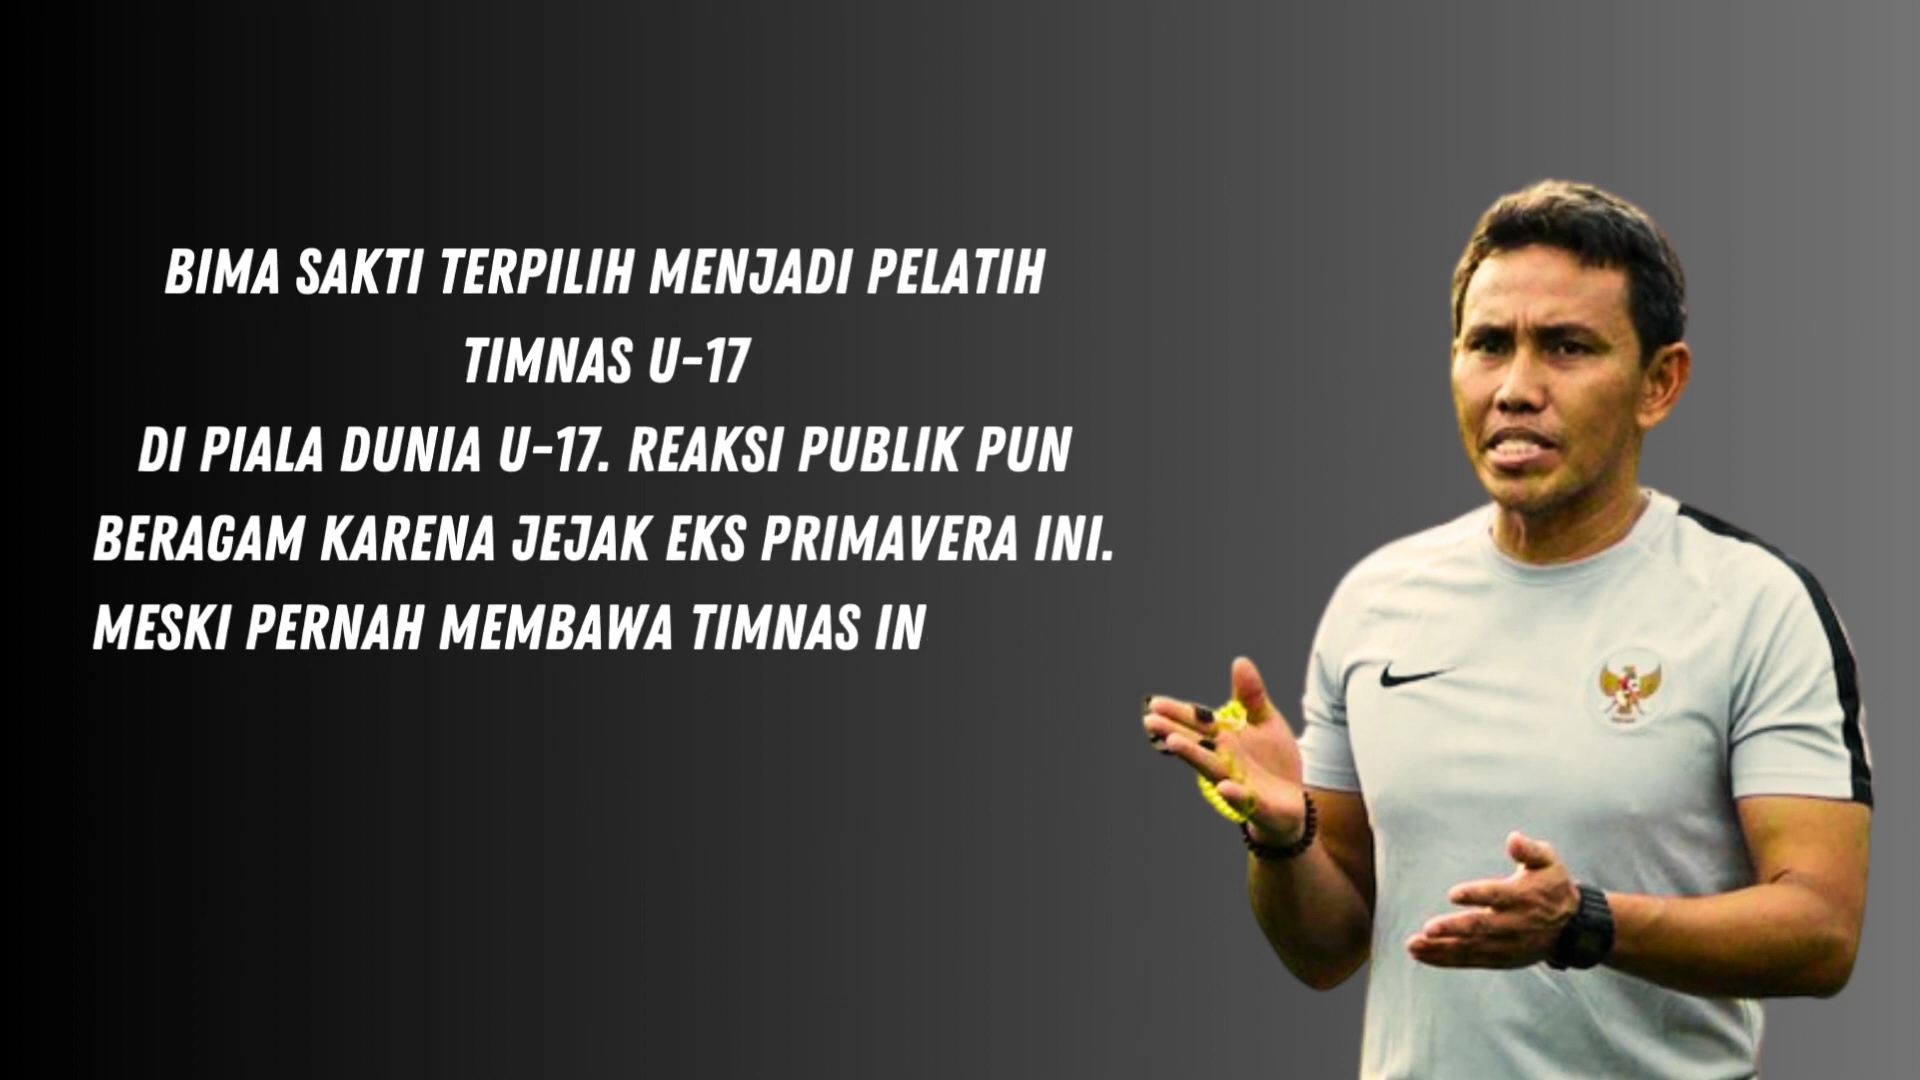 BIMA SAKTI TERPILIH MENJADI PELATIH
TIMNAS U-17
DI PIALA DUNIA U-17. REAKSI PUBLIK PUN
BERAGAM KARENA JEJAK EKS PRIMAVERA INI.
MESKI PERNAH MEMBAWA TIMNAS IN